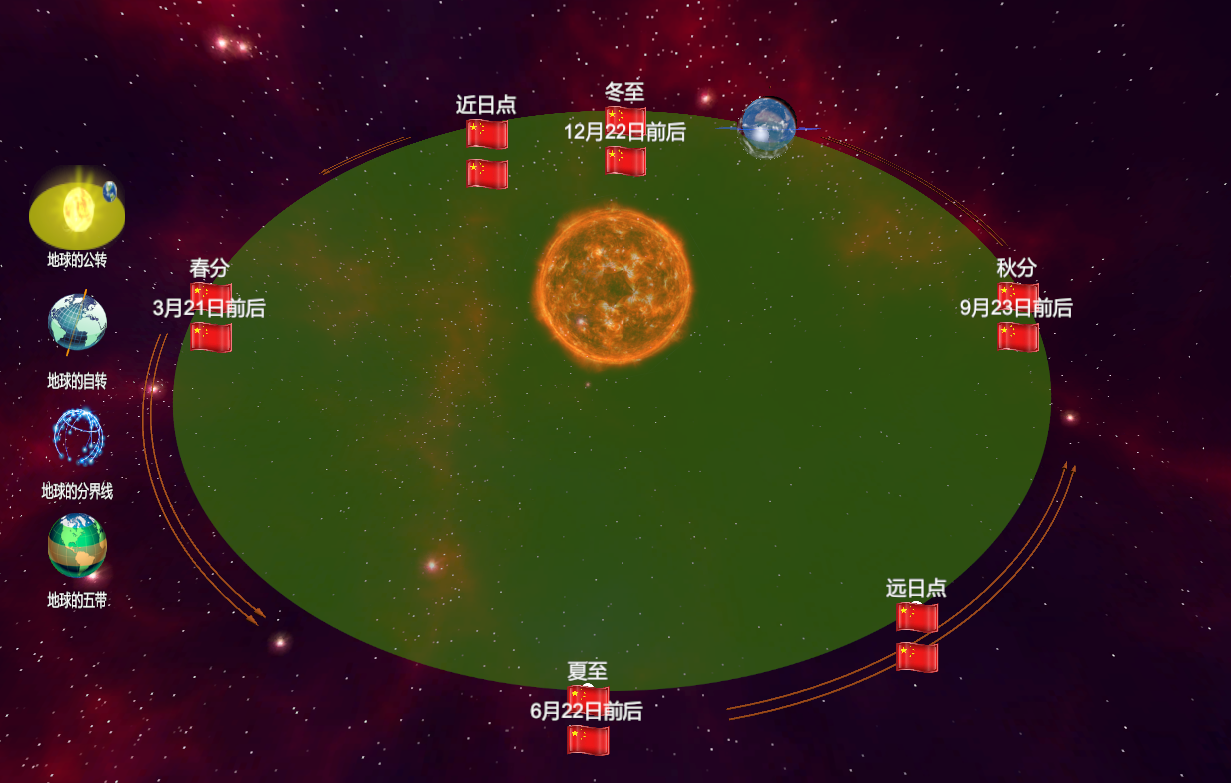 近日点
冬至
12月22日前后
地球的公转
春分
3月21日前后
秋分
9月23日前后
地球的自转
地球的分界线
地球的五带
远日点
夏至
6月22日前后